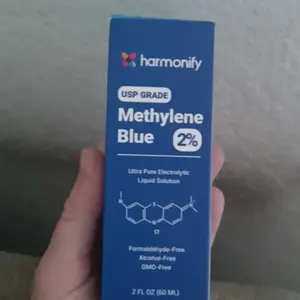 harmonify
USP GRADE
Methylene
Blue 2%
Ultra Pure Electrolytic
Liquid Solution
Formaldehyde-Free
Alcohol-Free
GMO-Free
2 FL OZ (60 ML)